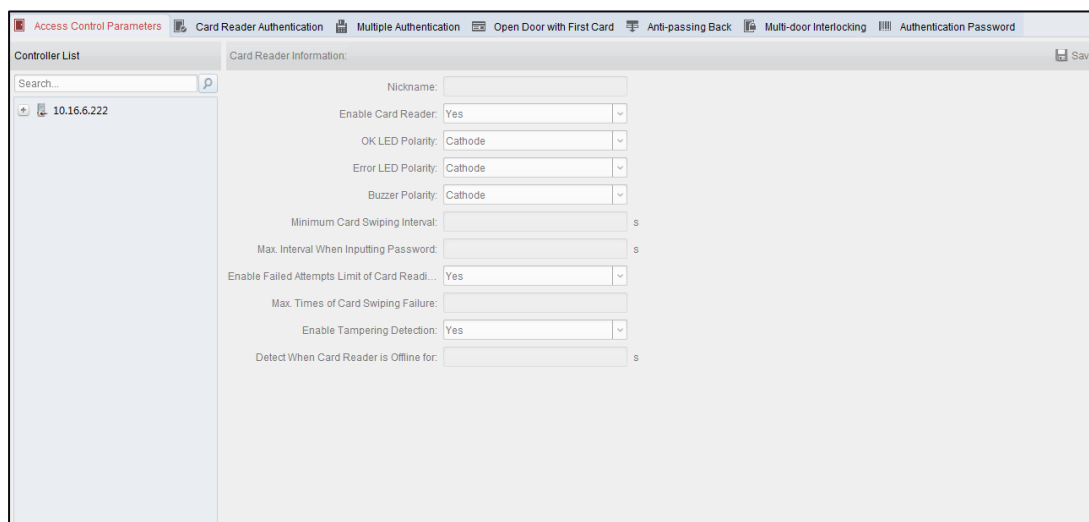 Access Control Parameters Card Reader Authentication Multiple Authentication Open Door with First Card Anti-passing Back Multi-door Interlocking Authentication Password
Controller List
Card Reader Information:
Sav
Search...
10.16.6.222
Nickname:
Enable Card Reader: Yes
OK LED Polarity: Cathode
Error LED Polarity: Cathode
Buzzer Polarity: Cathode
Minimum Card Swiping Interval: s
Max. Interval When Inputting Password: s
Enable Failed Attempts Limit of Card Readi... Yes
Max. Times of Card Swiping Failure:
Enable Tampering Detection: Yes
Detect When Card Reader is Offline for: s